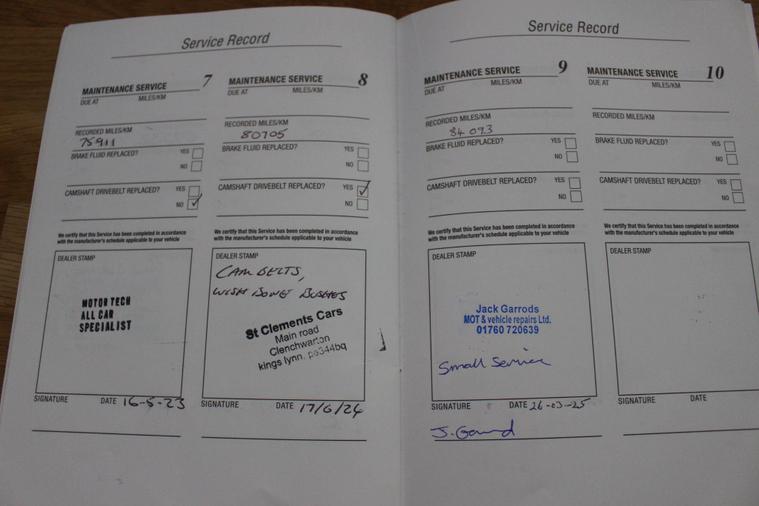 Service Record
MAINTENANCE SERVICE 7
DUE AT MILES/KM
RECORDED MILES/KM
75911
BRAKE FLUID REPLACED? YES
NO
CAMSHAFT DRIVEBELT REPLACED? YES
NO
We certify that this Service has been completed in accordance
with the manufacturer's schedule applicable to your vehicle
DEALER STAMP
MOTOR TECH
ALL CAR
SPECIALIST
SIGNATURE DATE 16-5-23
MAINTENANCE SERVICE 8
DUE AT MILES/KM
RECORDED MILES/KM
80705
BRAKE FLUID REPLACED? YES
NO
CAMSHAFT DRIVEBELT REPLACED? YES
NO
We certify that this Service has been completed in accordance
with the manufacturer's schedule applicable to your vehicle
DEALER STAMP
CAM BELTS,
WISH BONE BUSHES
St Clements Cars
Main road
Clenchwarton
kings lynn, pe344bq
SIGNATURE DATE 17/6/24
Service Record
MAINTENANCE SERVICE 9
DUE AT MILES/KM
RECORDED MILES/KM
84 093
BRAKE FLUID REPLACED? YES
NO
CAMSHAFT DRIVEBELT REPLACED? YES
NO
We certify that this Service has been completed in accordance
with the manufacturer's schedule applicable to your vehicle
DEALER STAMP
Jack Garrods
MOT & vehicle repairs Ltd.
01760 720639
Small Service
SIGNATURE DATE 26-03-25
MAINTENANCE SERVICE 10
DUE AT MILES/KM
RECORDED MILES/KM
BRAKE FLUID REPLACED? YES
NO
CAMSHAFT DRIVEBELT REPLACED? YES
NO
We certify that this Service has been completed in accordance
with the manufacturer's schedule applicable to your vehicle
DEALER STAMP
SIGNATURE DATE